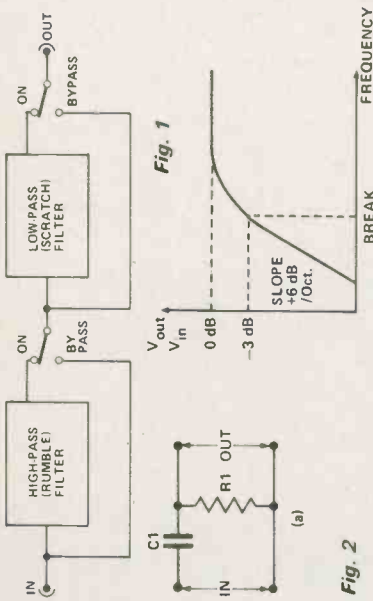 IN
HIGH-PASS
(RUMBLE)
FILTER
ON
BY
PASS
LOW-PASS
(SCRATCH)
FILTER
ON
BYPASS
OUT
Fig. 1
C1
IN
R1
OUT
(a)
Fig. 2
Vout
Vin
0 dB
−3 dB
SLOPE
+6 dB
/Oct.
BREAK
FREQUENCY